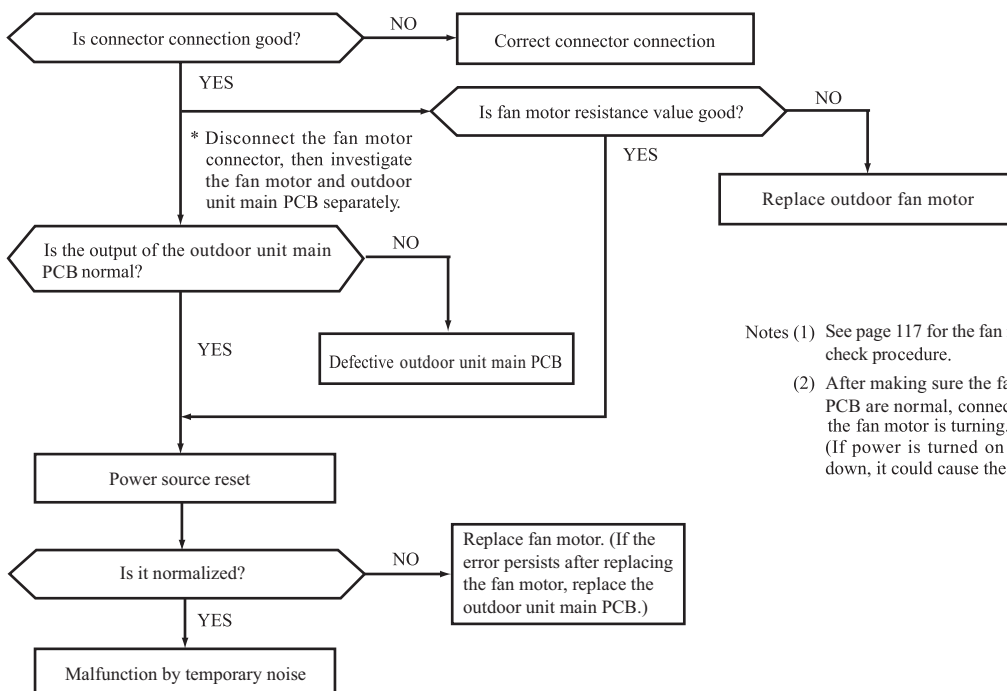 Is connector connection good?
NO
Correct connector connection
YES
Is fan motor resistance value good?
NO
* Disconnect the fan motor
connector, then investigate
the fan motor and outdoor
unit main PCB separately.
YES
Replace outdoor fan motor
Is the output of the outdoor unit main
PCB normal?
NO
YES
Defective outdoor unit main PCB
Notes (1) See page 117 for the fan
check procedure.
(2) After making sure the fa
PCB are normal, connec
the fan motor is turning.
(If power is turned on
down, it could cause the
Power source reset
Is it normalized?
NO
Replace fan motor. (If the
error persists after replacing
the fan motor, replace the
outdoor unit main PCB.)
YES
Malfunction by temporary noise